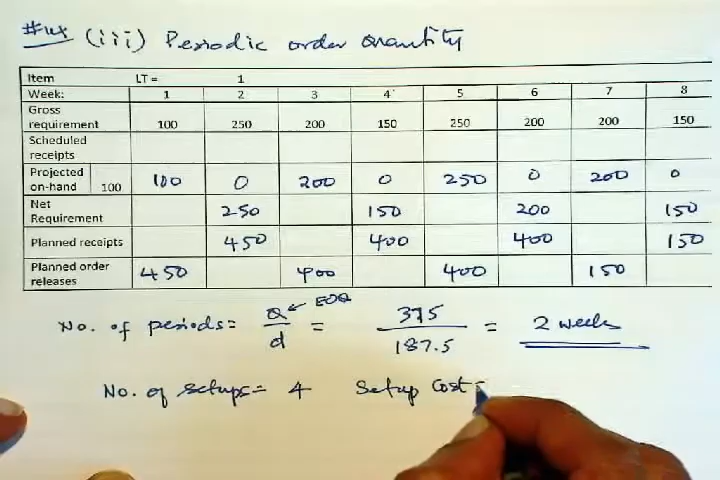 #14 (iii) Periodic order Quantity
Item LT = 1
Week: 1 2 3 4 5 6 7 8
Gross requirement 100 250 200 150 250 200 200 150
Scheduled receipts
Projected on-hand 100 100 0 200 0 250 0 200 0
Net Requirement 250 150 200 150
Planned receipts 450 400 400 150
Planned order releases 450 400 400 150
No. of periods = Q/d ← EOQ = 375/187.5 = 2 weeks
No. of setups = 4 Setup Cost =